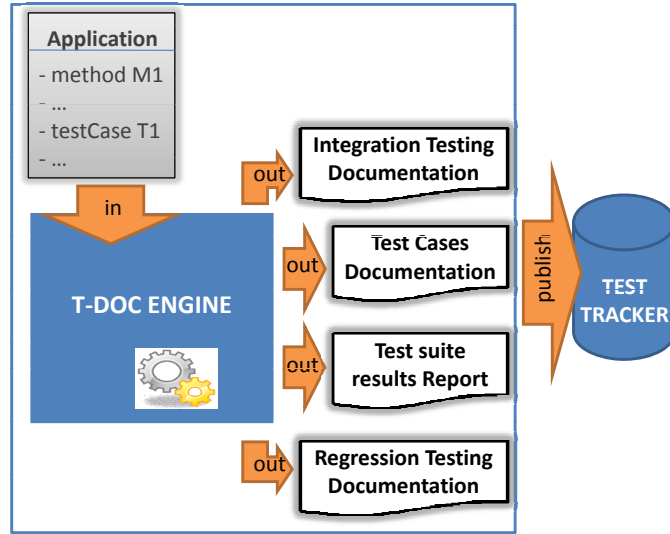 Application
- method M1
- ...
- testCase T1
- ...
in
T-DOC ENGINE
out
Integration Testing
Documentation
out
Test Cases
Documentation
out
Test suite
results Report
out
Regression Testing
Documentation
publish
TEST
TRACKER